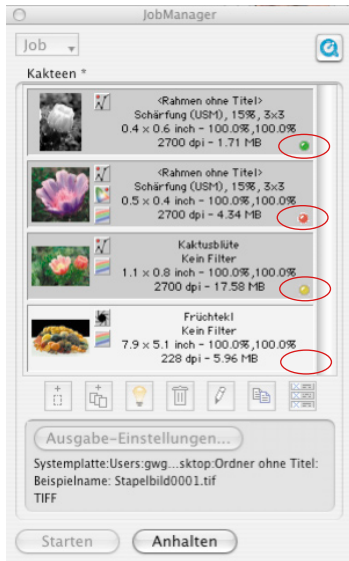 JobManager
Job
Kakteen *
<Rahmen ohne Titel>
Schärfung (USM), 15%, 3x3
0.4 x 0.6 inch - 100.0%,100.0%
2700 dpi - 1.71 MB
<Rahmen ohne Titel>
Schärfung (USM), 15%, 3x3
0.5 x 0.4 inch - 100.0%,100.0%
2700 dpi - 4.34 MB
Kaktusblüte
Kein Filter
1.1 x 0.8 inch - 100.0%,100.0%
2700 dpi - 17.58 MB
Früchtekl
Kein Filter
7.9 x 5.1 inch - 100.0%,100.0%
228 dpi - 5.96 MB
Ausgabe-Einstellungen...
Systemplatte:Users:gwg...sktop:Ordner ohne Titel:
Beispielname: Stapelbild0001.tif
TIFF
Starten
Anhalten